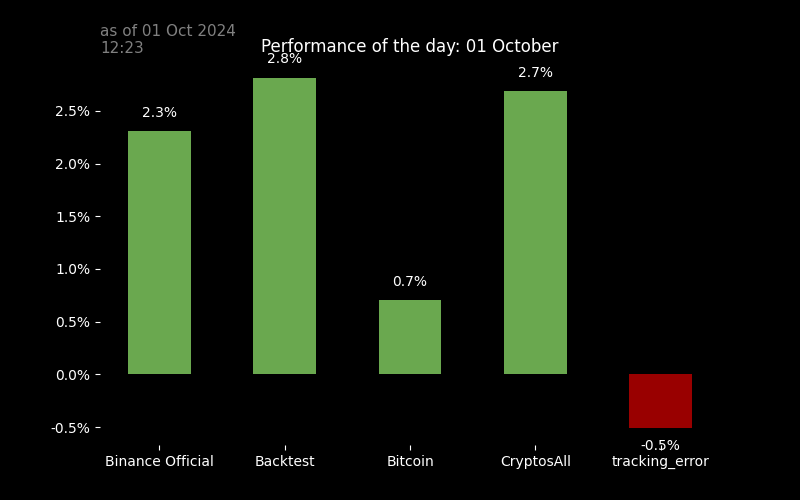 as of 01 Oct 2024
12:23
Performance of the day: 01 October
2.8%
2.7%
2.3%
0.7%
-0.5%
2.5%
2.0%
1.5%
1.0%
0.5%
0.0%
-0.5%
Binance Official
Backtest
Bitcoin
CryptosAll
tracking_error